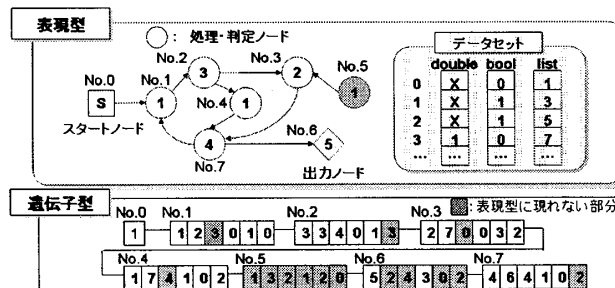 表現型
○: 処理・判定ノード
No.0
S
スタートノード
No.1
1
No.2
3
No.3
2
No.4
1
No.5
1
No.6
5
出力ノード
4
No.7
データセット
double bool list
0 X 0 1
1 X 1 3
2 X 1 5
3 1 0 7
... ... ... ...
遺伝子型
: 表現型に現れない部分
No.0 No.1 No.2 No.3
1 1 2 3 0 1 0 3 3 4 0 1 3 2 7 0 0 3 2
No.4 No.5 No.6 No.7
1 7 4 1 0 2 1 3 2 1 2 0 5 2 4 3 0 2 4 6 4 1 0 2